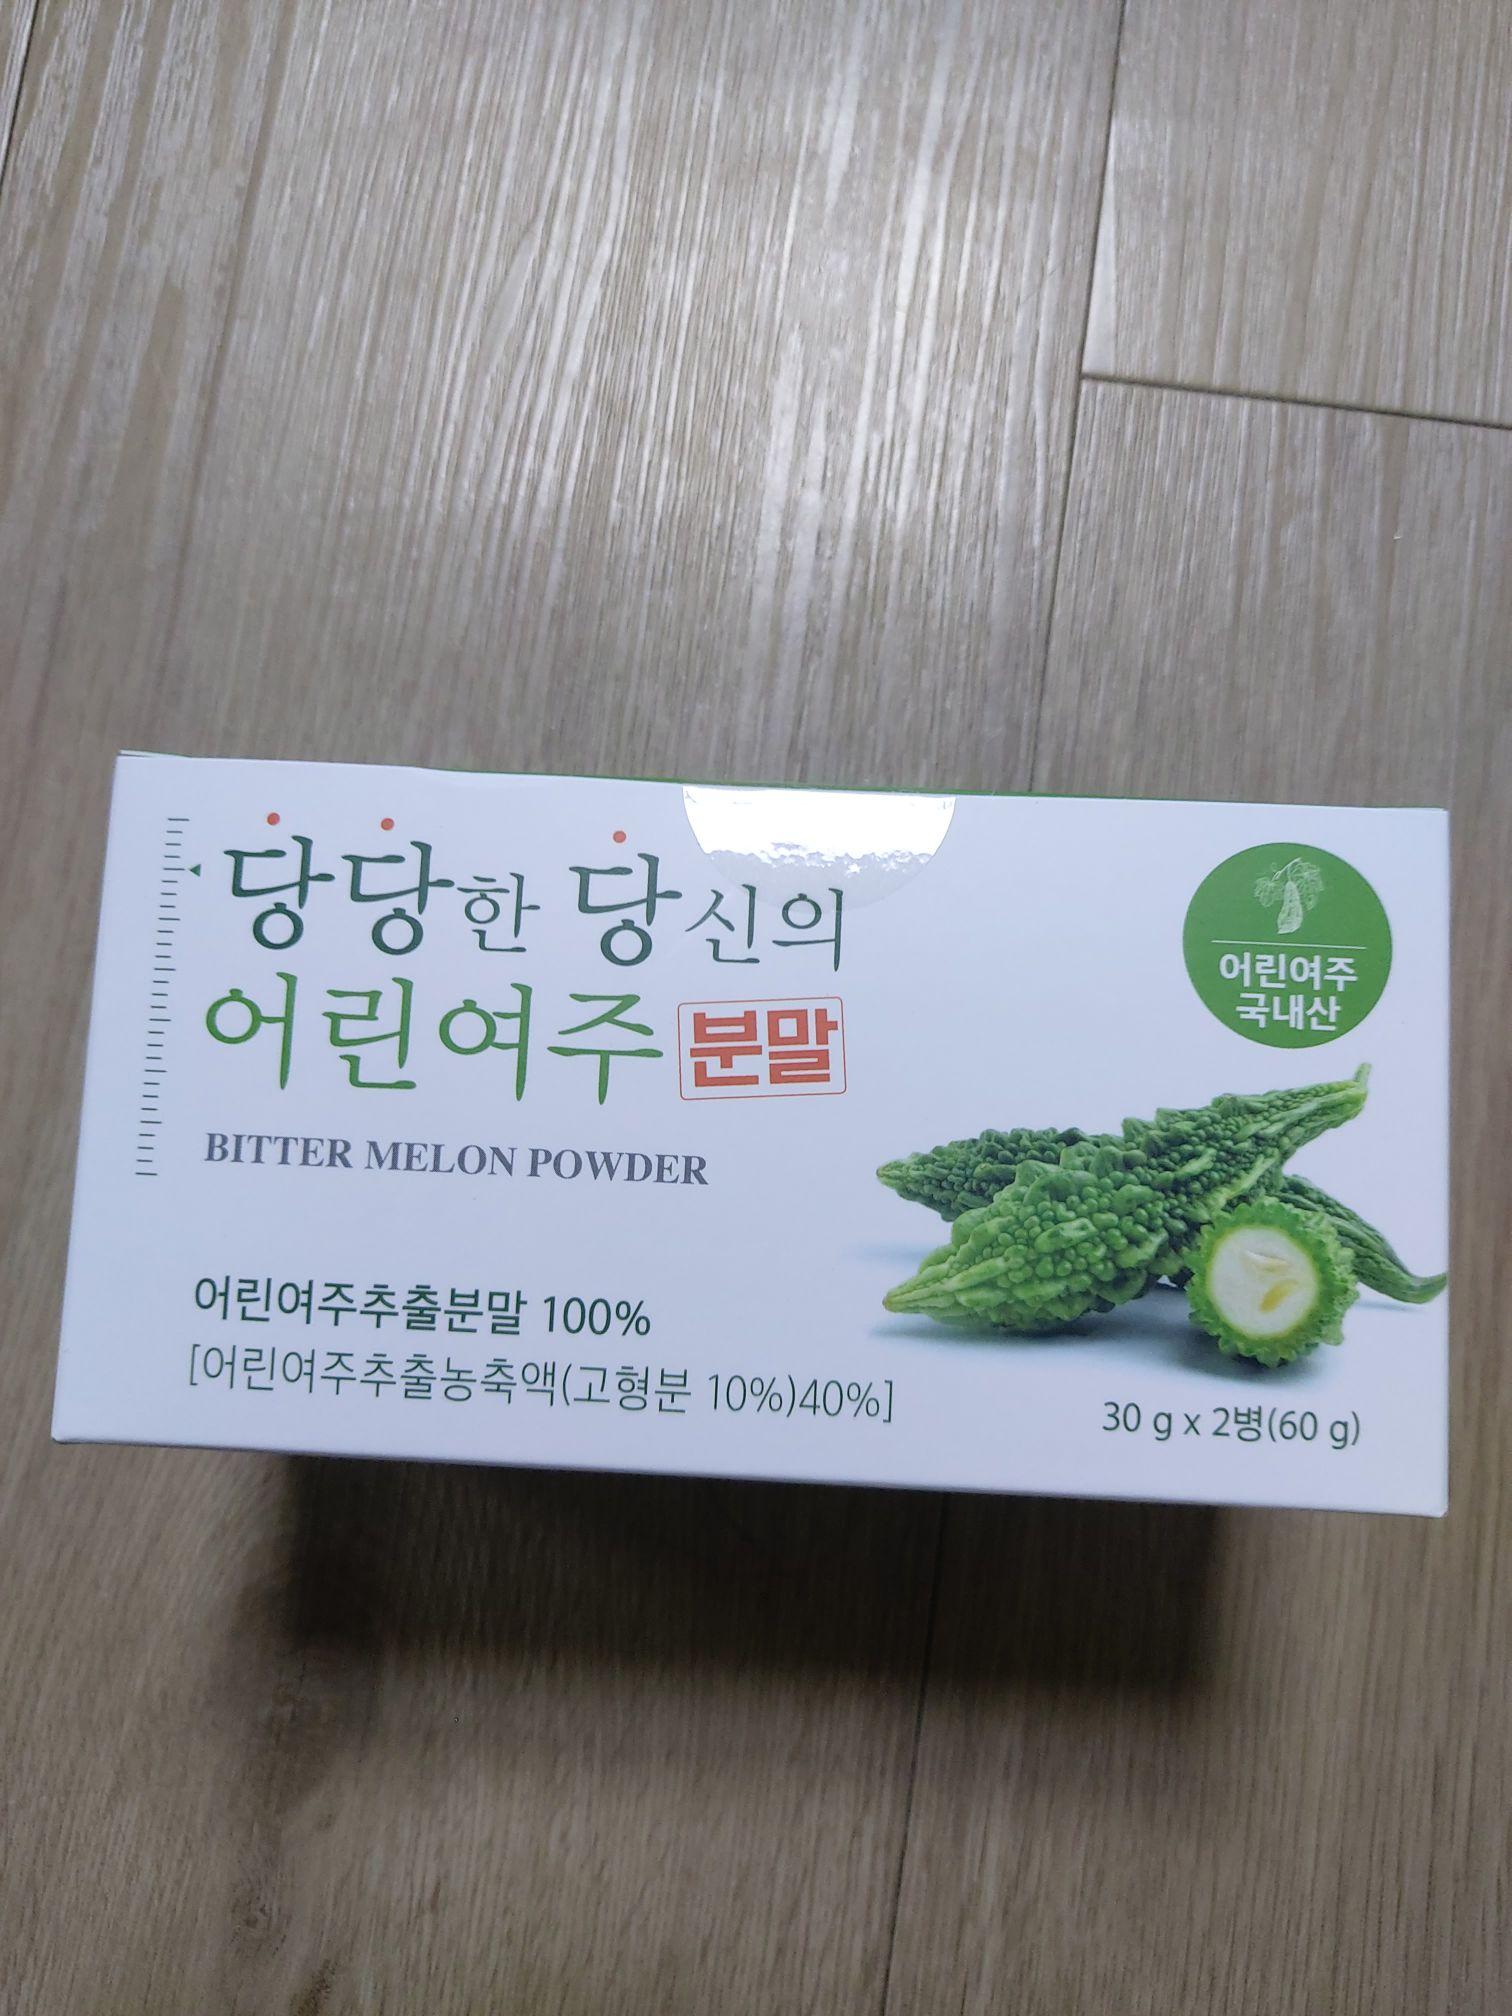 당당한 당신의
어린여주 분말
BITTER MELON POWDER
어린여주
국내산
어린여주추출분말 100%
[어린여주추출농축액(고형분 10%)40%]
30 g x 2병(60 g)